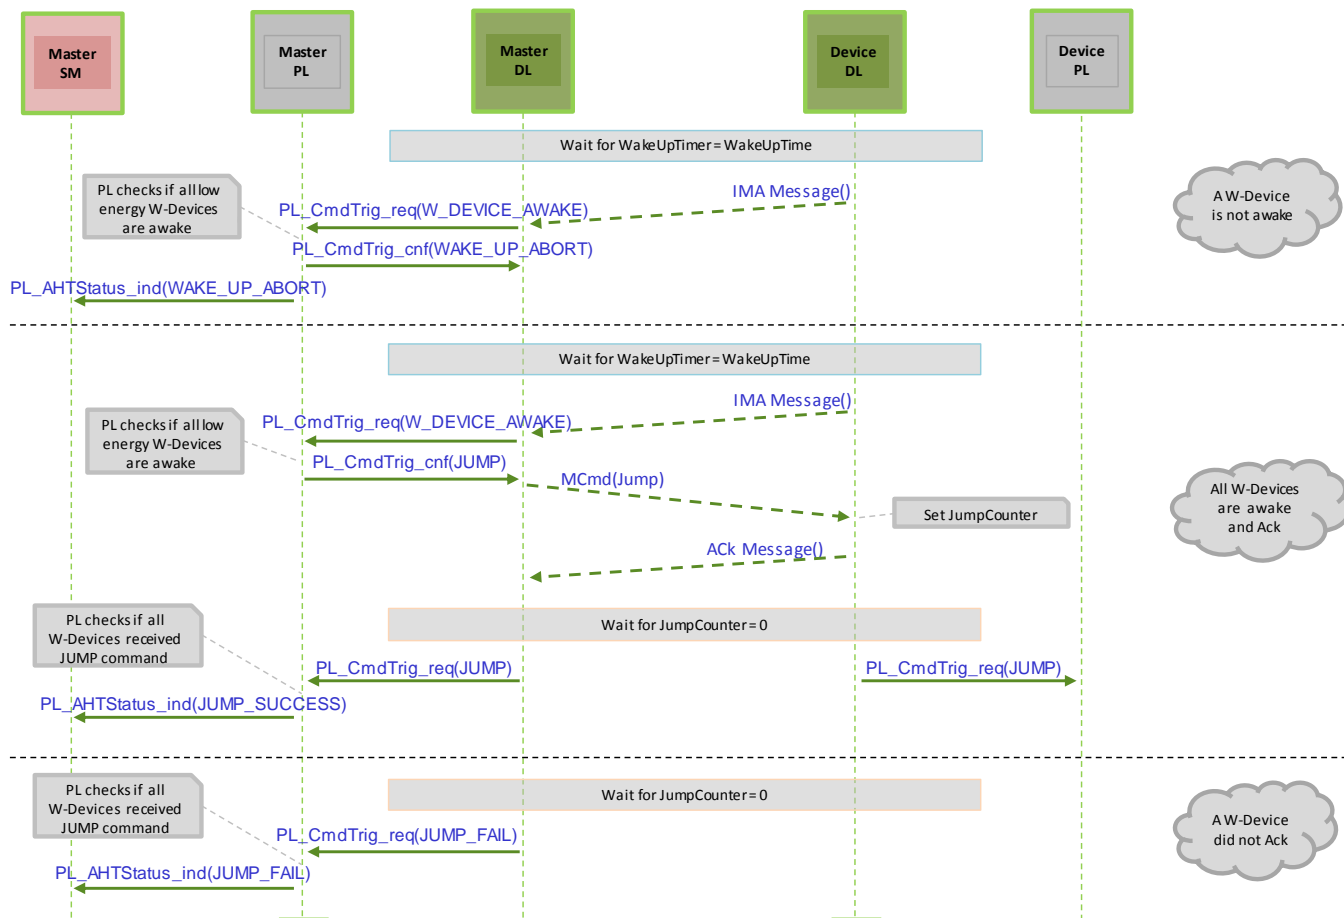 Master
SM
Master
PL
Master
DL
Device
DL
Device
PL
Wait for WakeUpTimer = WakeUpTime
PL checks if all low
energy W-Devices
are awake
IMA Message()
PL_CmdTrig_req(W_DEVICE_AWAKE)
A W-Device
is not awake
PL_CmdTrig_cnf(WAKE_UP_ABORT)
PL_AHTStatus_ind(WAKE_UP_ABORT)
Wait for WakeUpTimer = WakeUpTime
IMA Message()
PL checks if all low
energy W-Devices
are awake
PL_CmdTrig_req(W_DEVICE_AWAKE)
PL_CmdTrig_cnf(JUMP)
MCmd(Jump)
Set JumpCounter
All W-Devices
are awake
and Ack
ACk Message()
PL checks if all
W-Devices received
JUMP command
Wait for JumpCounter = 0
PL_CmdTrig_req(JUMP)
PL_CmdTrig_req(JUMP)
PL_AHTStatus_ind(JUMP_SUCCESS)
PL checks if all
W-Devices received
JUMP command
Wait for JumpCounter = 0
A W-Device
did not Ack
PL_CmdTrig_req(JUMP_FAIL)
PL_AHTStatus_ind(JUMP_FAIL)